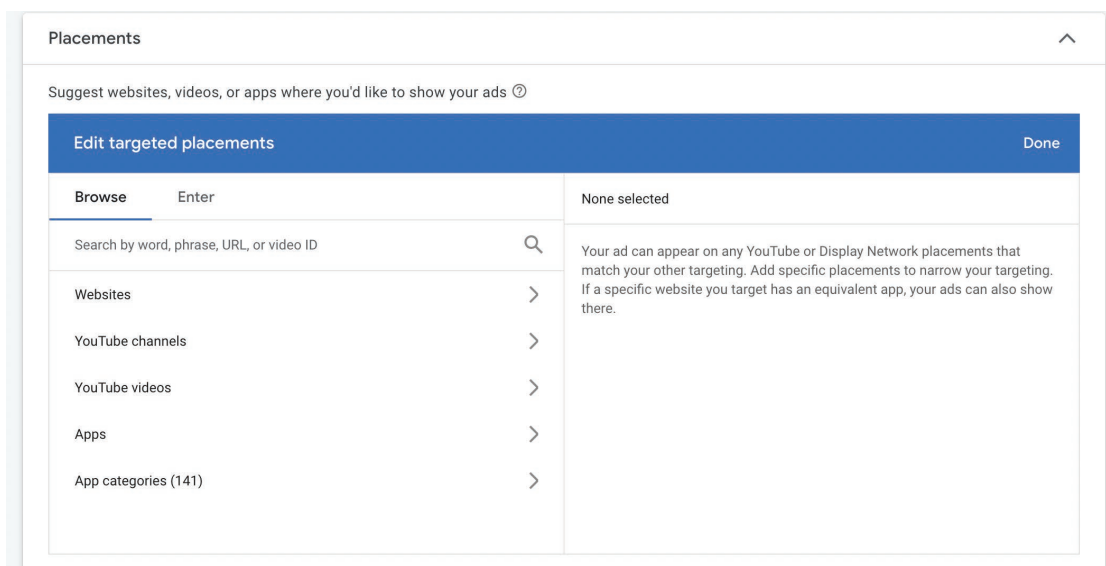 Placements
Suggest websites, videos, or apps where you'd like to show your ads
Edit targeted placements
Done
Browse
Enter
Search by word, phrase, URL, or video ID
Websites
YouTube channels
YouTube videos
Apps
App categories (141)
None selected
Your ad can appear on any YouTube or Display Network placements that
match your other targeting. Add specific placements to narrow your targeting.
If a specific website you target has an equivalent app, your ads can also show
there.